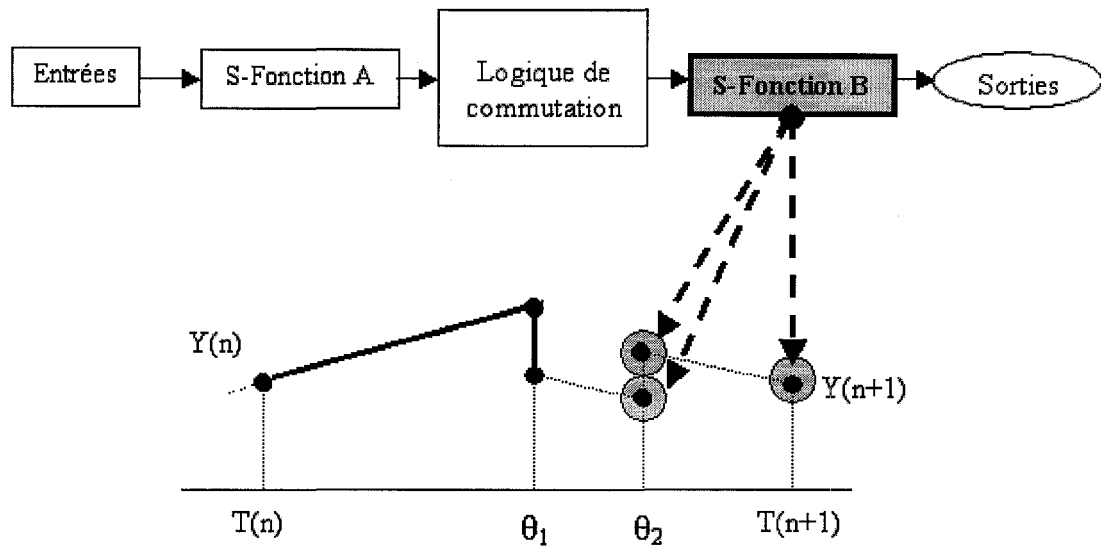 Entrées
S-Fonction A
Logique de
commutation
S-Fonction B
Sorties
Y(n)
Y(n+1)
T(n)
θ1
θ2
T(n+1)